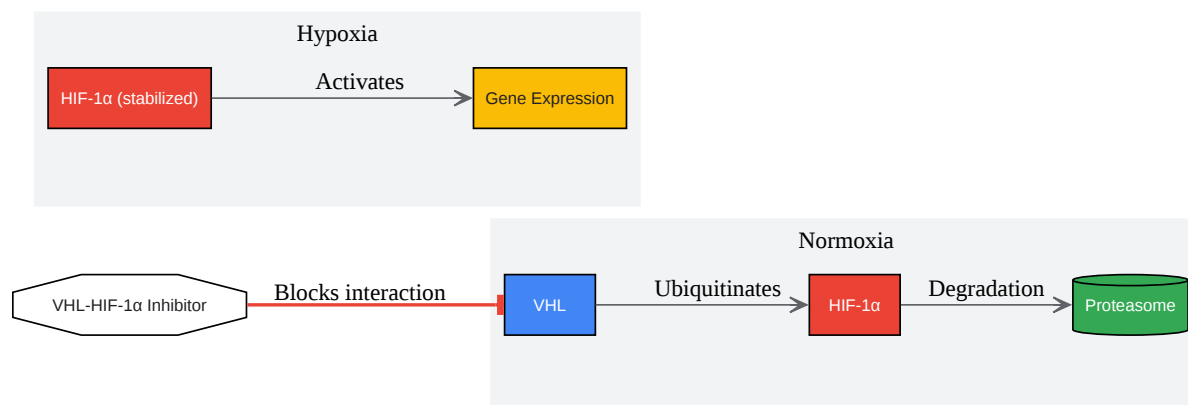 Hypoxia
Activates
HIF-1α (stabilized)
Gene Expression
Normoxia
Blocks interaction
Ubiquitinates
Degradation
VHL-HIF-1α Inhibitor
VHL
HIF-1α
Proteasome